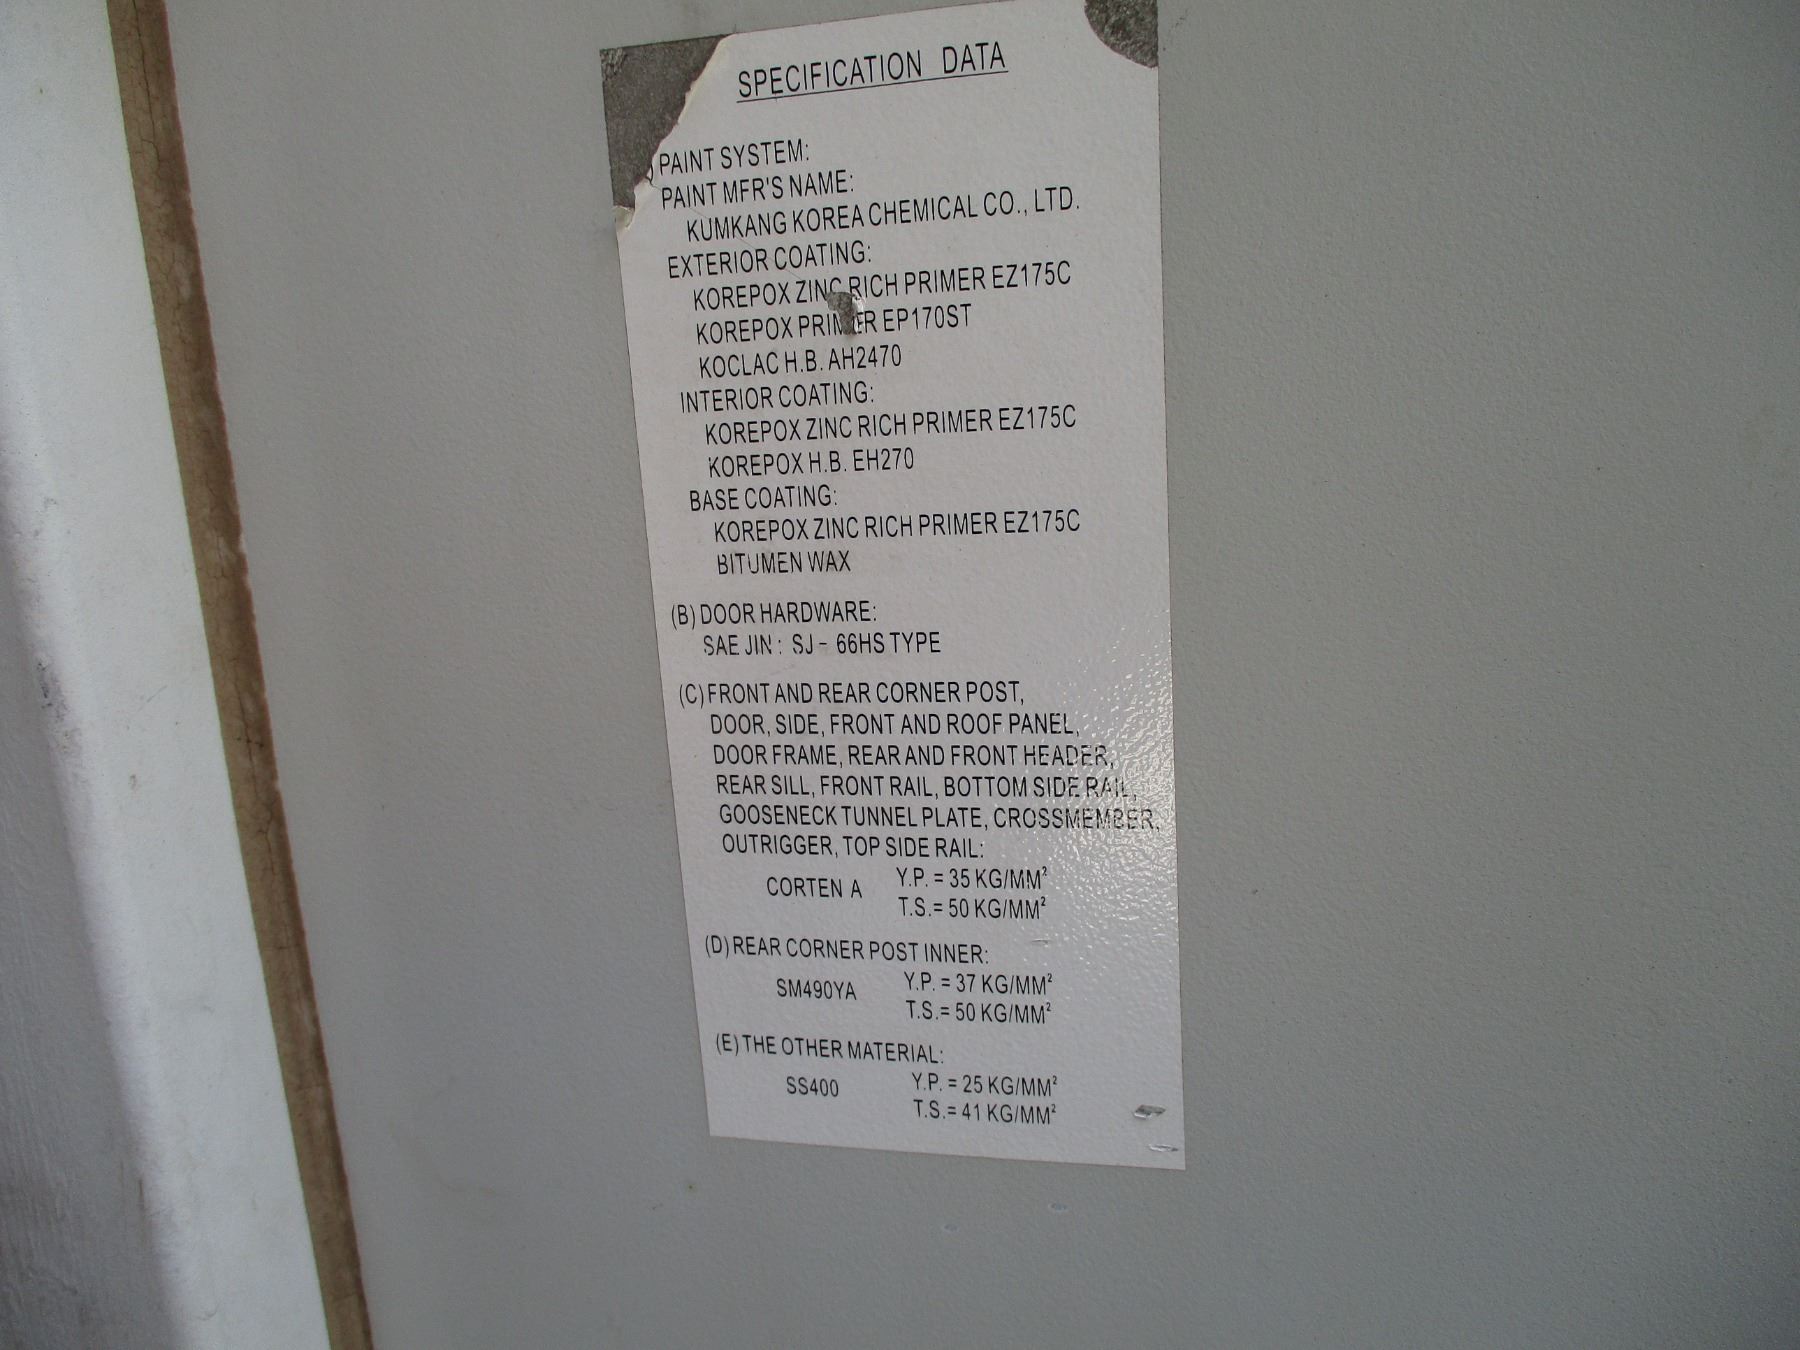 SPECIFICATION DATA
) PAINT SYSTEM:
PAINT MFR'S NAME:
KUMKANG KOREA CHEMICAL CO., LTD.
EXTERIOR COATING:
KOREPOX ZINC RICH PRIMER EZ175C
KOREPOX PRIMER EP170ST
KOCLAC H.B. AH2470
INTERIOR COATING:
KOREPOX ZINC RICH PRIMER EZ175C
KOREPOX H.B. EH270
BASE COATING:
KOREPOX ZINC RICH PRIMER EZ175C
BITUMEN WAX
(B) DOOR HARDWARE:
SAE JIN : SJ - 66HS TYPE
(C) FRONT AND REAR CORNER POST,
DOOR, SIDE, FRONT AND ROOF PANEL,
DOOR FRAME, REAR AND FRONT HEADER,
REAR SILL, FRONT RAIL, BOTTOM SIDE RAIL,
GOOSENECK TUNNEL PLATE, CROSSMEMBER,
OUTRIGGER, TOP SIDE RAIL:
CORTEN A Y.P. = 35 KG/MM²
T.S.= 50 KG/MM²
(D) REAR CORNER POST INNER:
SM490YA Y.P. = 37 KG/MM²
T.S.= 50 KG/MM²
(E) THE OTHER MATERIAL:
SS400 Y.P. = 25 KG/MM²
T.S.= 41 KG/MM²